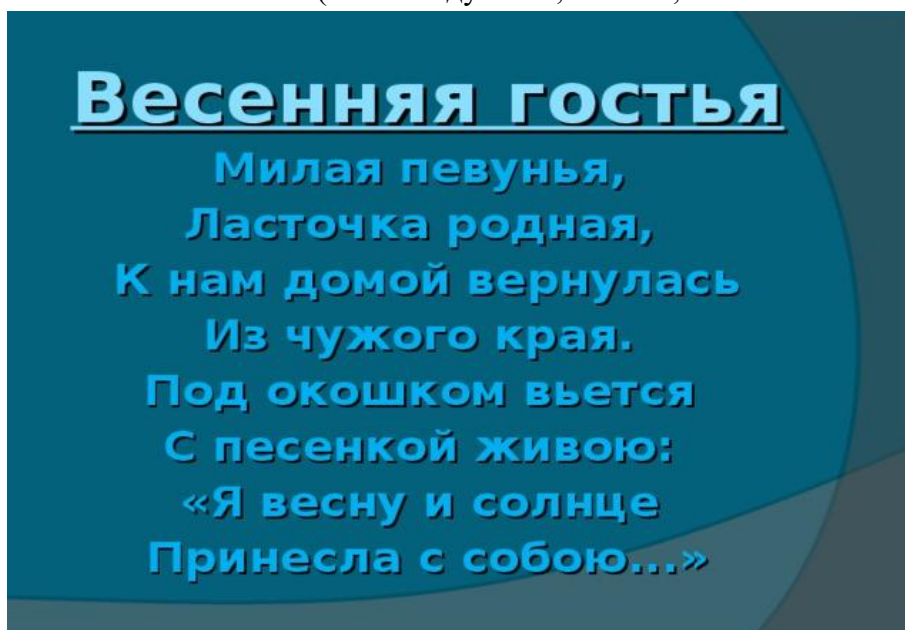 Весенняя гостья
Милая певунья,
Ласточка родная,
К нам домой вернулась
Из чужого края.
Под окошком вьется
С песенкой живою:
«Я весну и солнце
Принесла с собою...»